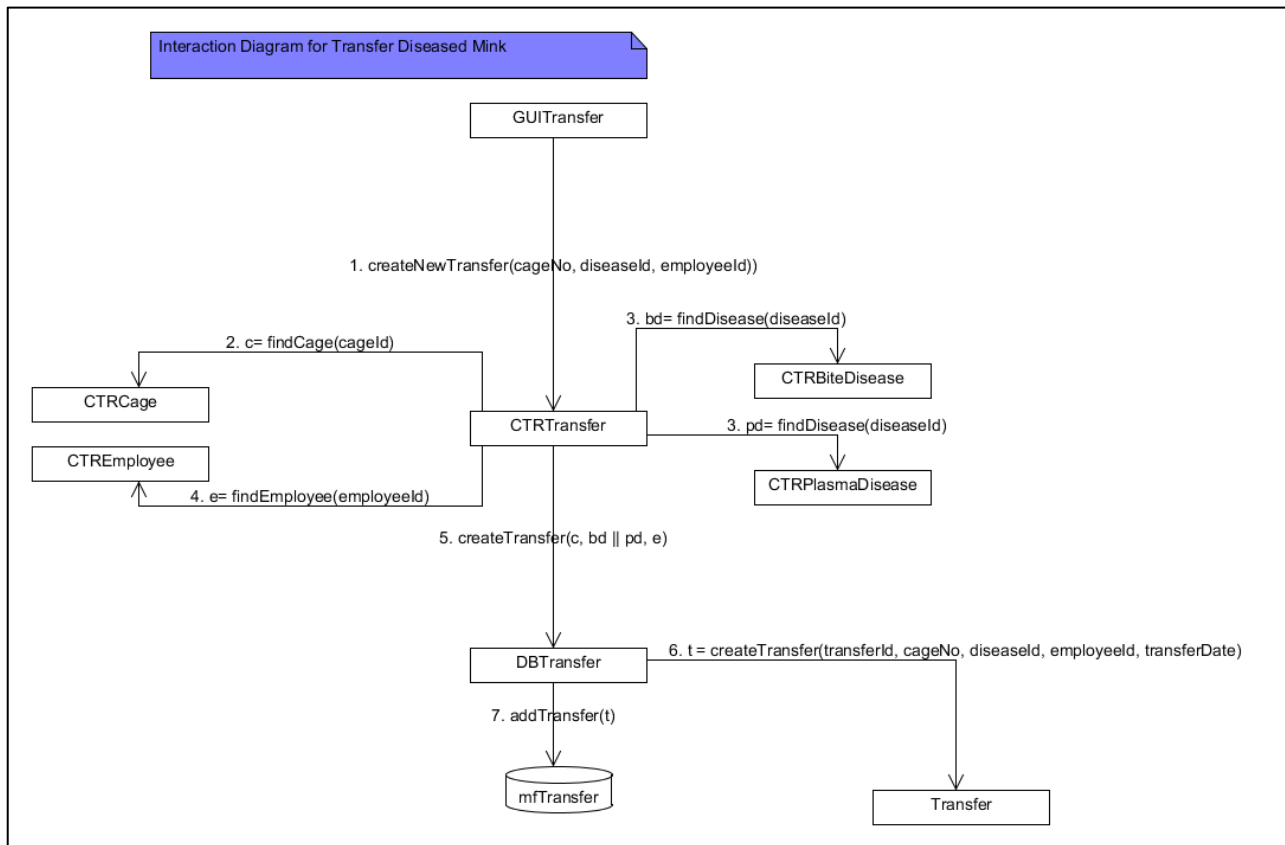 Interaction Diagram for Transfer Diseased Mink
GUITransfer
1. createNewTransfer(cageNo, diseaseId, employeeId))
3. bd= findDisease(diseaseId)
2. c= findCage(cageId)
CTRBiteDisease
CTRCage
CTRTransfer
3. pd= findDisease(diseaseId)
CTREmployee
CTRPlasmaDisease
4. e= findEmployee(employeeId)
5. createTransfer(c, bd || pd, e)
DBTransfer
6. t = createTransfer(transferId, cageNo, diseaseId, employeeId, transferDate)
7. addTransfer(t)
mfTransfer
Transfer